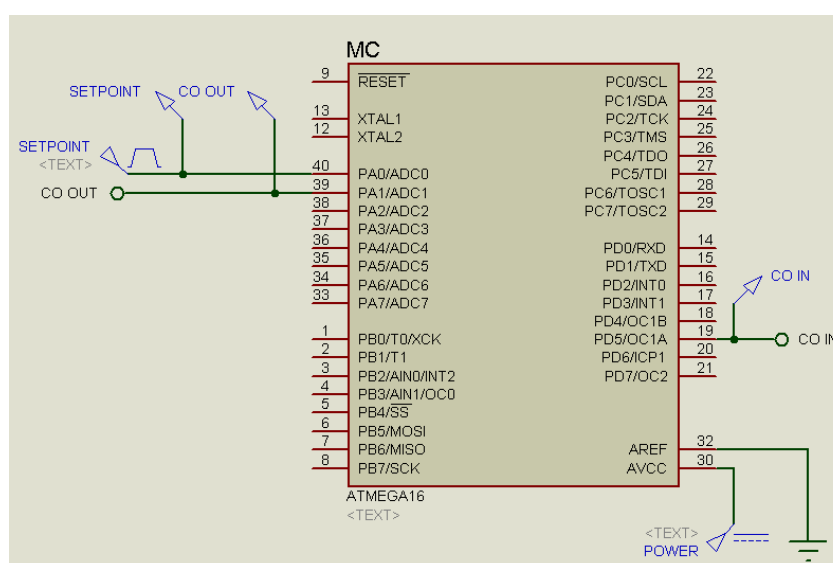 MC
9 RESET
13 XTAL1
12 XTAL2
SETPOINT CO OUT
SETPOINT
<TEXT>
CO OUT
40 PA0/ADC0
39 PA1/ADC1
38 PA2/ADC2
37 PA3/ADC3
36 PA4/ADC4
35 PA5/ADC5
34 PA6/ADC6
33 PA7/ADC7
1 PB0/T0/XCK
2 PB1/T1
3 PB2/AIN0/INT2
4 PB3/AIN1/OC0
5 PB4/SS
6 PB5/MOSI
7 PB6/MISO
8 PB7/SCK
PC0/SCL 22
PC1/SDA 23
PC2/TCK 24
PC3/TMS 25
PC4/TDO 26
PC5/TDI 27
PC6/TOSC1 28
PC7/TOSC2 29
PD0/RXD 14
PD1/TXD 15
PD2/INT0 16
PD3/INT1 17
PD4/OC1B 18
PD5/OC1A 19
PD6/ICP1 20
PD7/OC2 21
CO IN
CO IN
AREF 32
AVCC 30
ATMEGA16
<TEXT>
<TEXT>
POWER